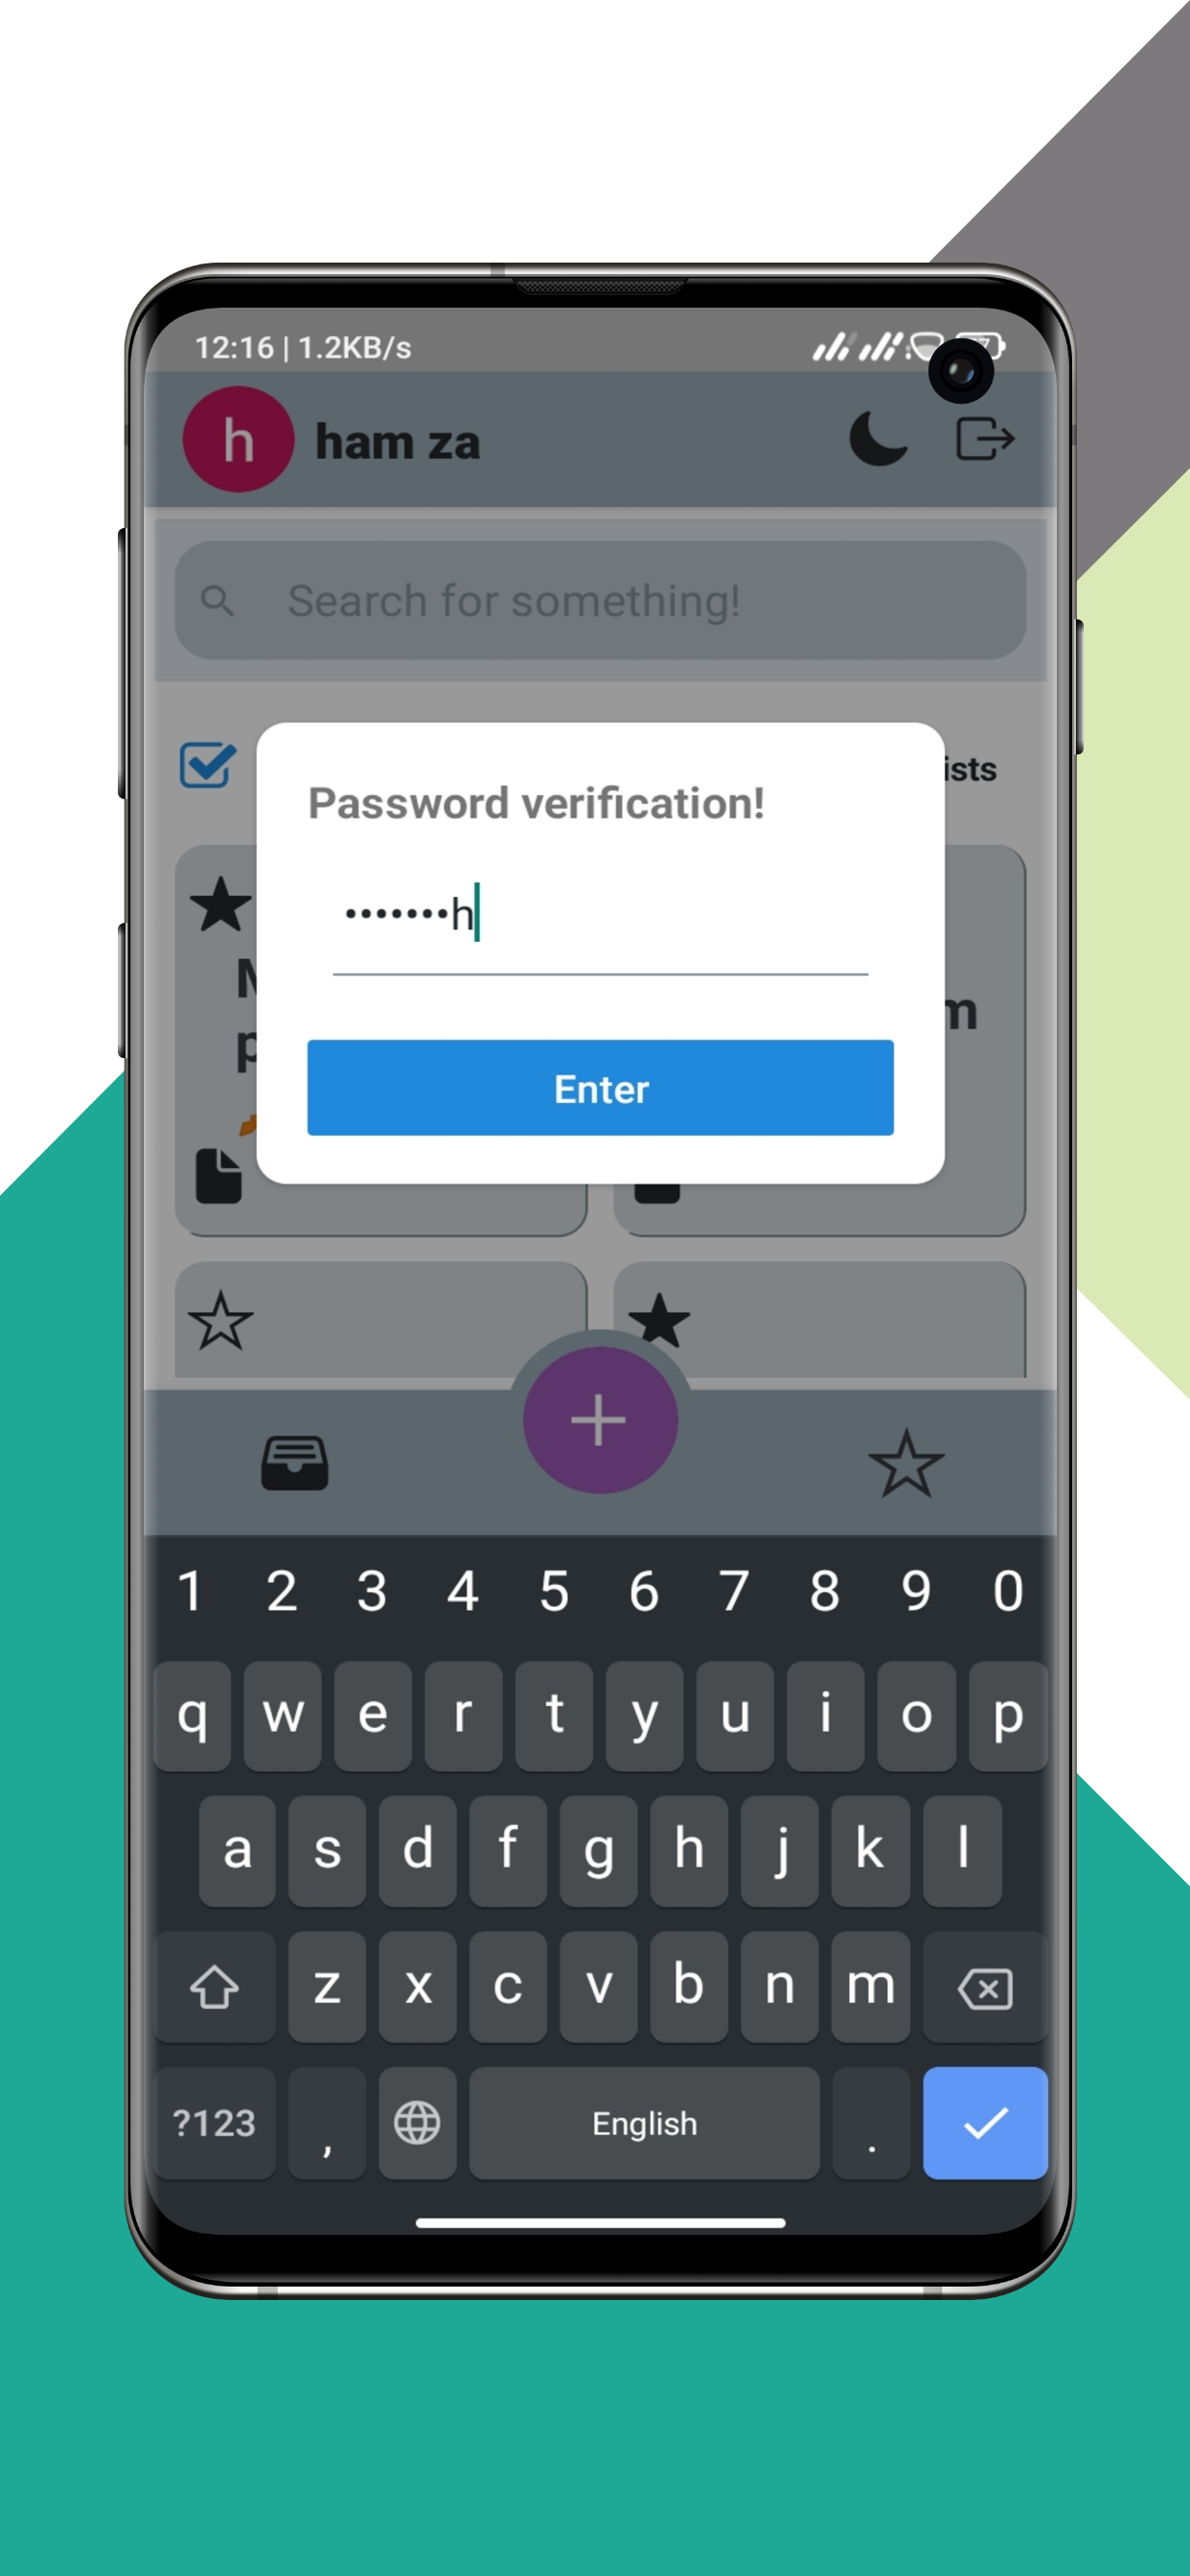 12:16 | 1.2KB/s
h
ham za
Search for something!
ists
Password verification!
•••••••h
m
Enter
1 2 3 4 5 6 7 8 9 0
q w e r t y u i o p
a s d f g h j k l
z x c v b n m
?123 , English .